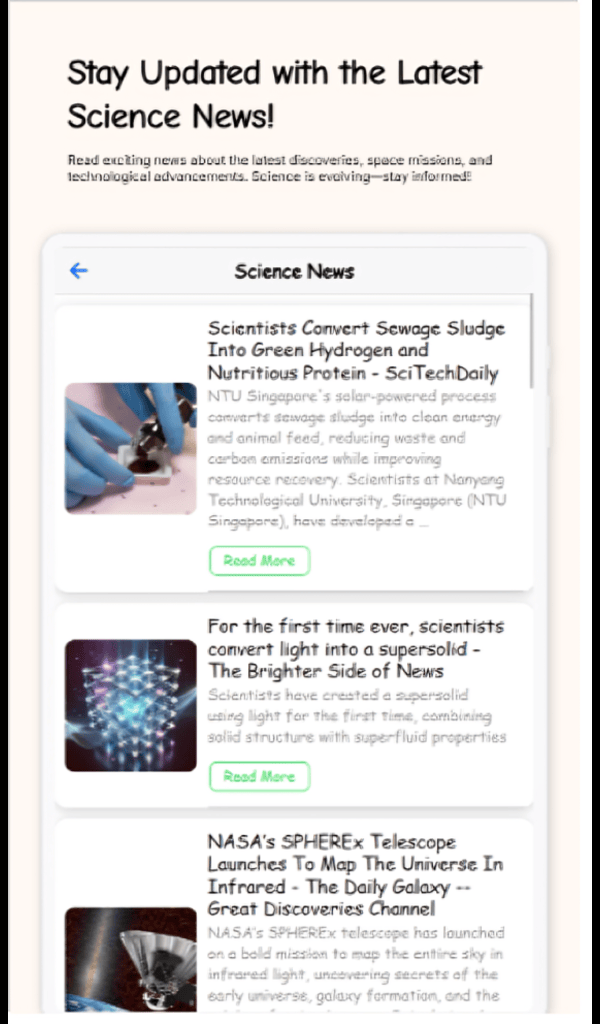 Stay Updated with the Latest
Science News!
Read exciting news about the latest discoveries, space missions, and
technological advancements. Science is evolving—stay informed!
Science News
Scientists Convert Sewage Sludge
Into Green Hydrogen and
Nutritious Protein - SciTechDaily
NTU Singapore's solar-powered process
converts sewage sludge into clean energy
and animal feed, reducing waste and
carbon emissions while improving
resource recovery. Scientists at Nanyang
Technological University, Singapore (NTU
Singapore), have developed a ...
Read More
For the first time ever, scientists
convert light into a supersolid -
The Brighter Side of News
Scientists have created a supersolid
using light for the first time, combining
solid structure with superfluid properties
Read More
NASA's SPHEREx Telescope
Launches To Map The Universe In
Infrared - The Daily Galaxy --
Great Discoveries Channel
NASA's SPHEREx telescope has launched
on a bold mission to map the entire sky in
infrared light, uncovering secrets of the
early universe, galaxy formation, and the